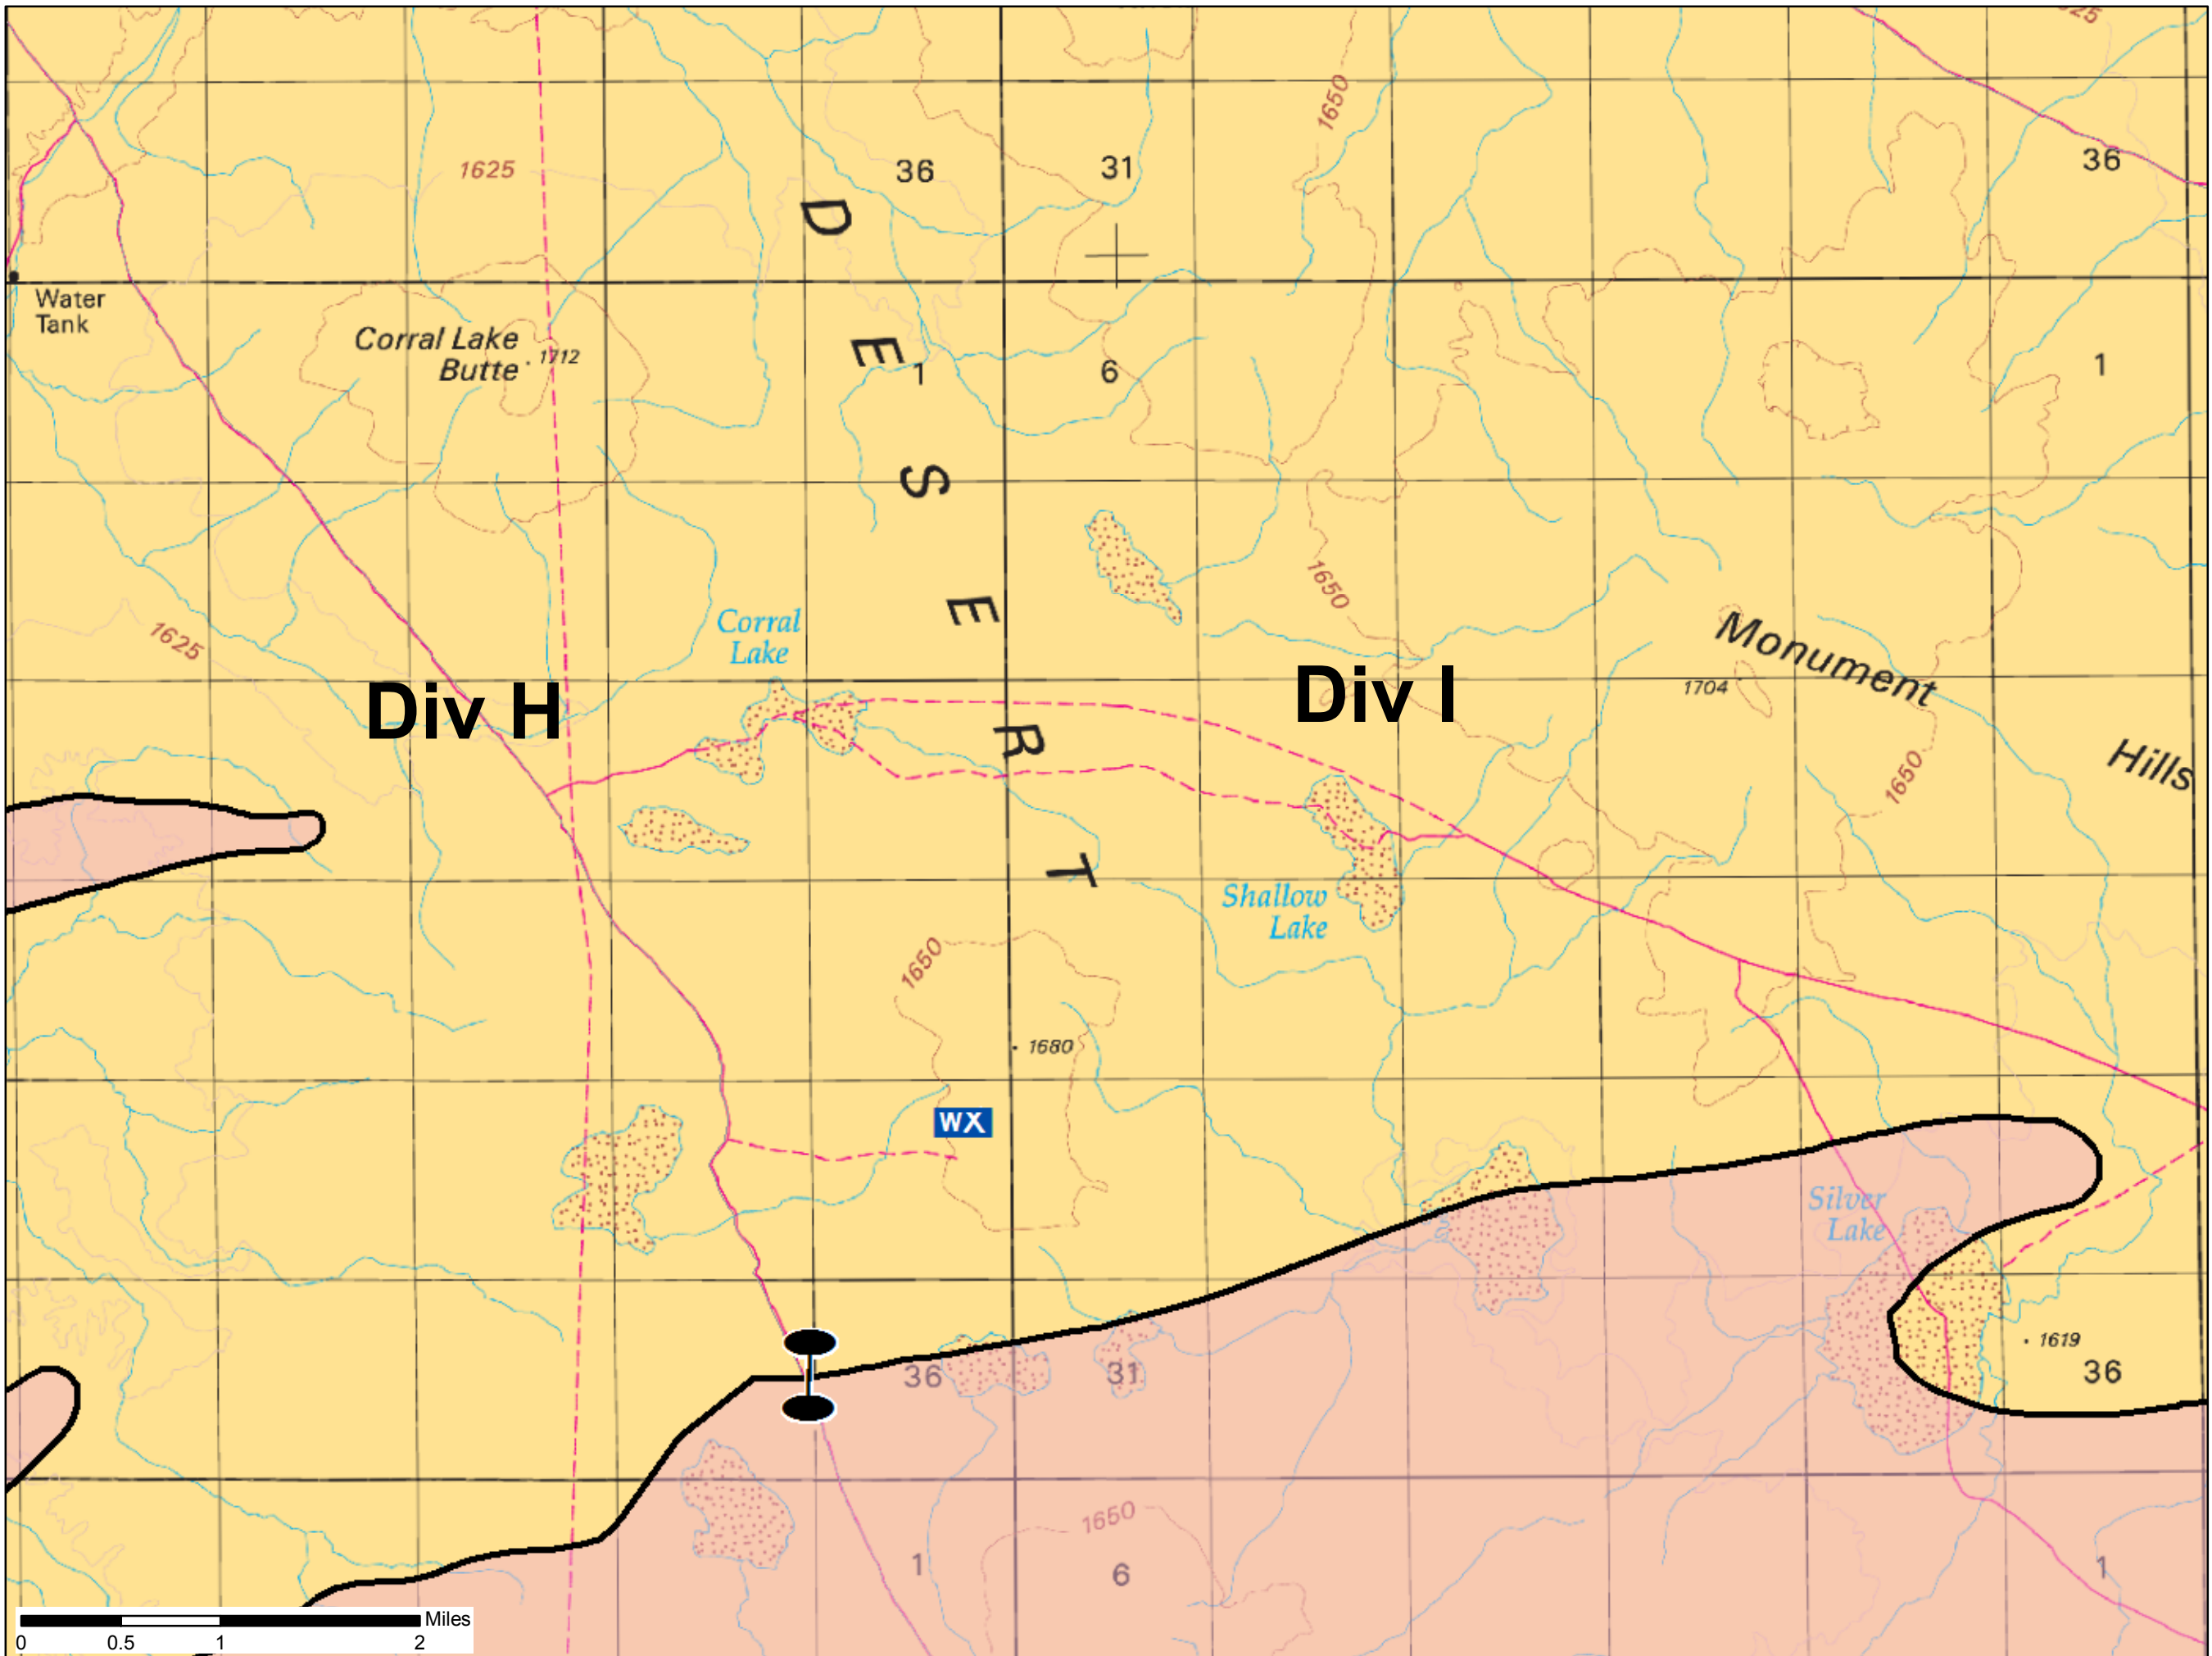 1650
36
31
36
1625
D
Water
Tank
Corral Lake
Butte
1712
E
1
6
1
S
1650
E
Corral
Lake
1625
Monument
Div H
Div I
1704
Hills
R
1650
T
Shallow
Lake
1650
1680
WX
Silver
Lake
1619
36
31
36
1650
1
6
1
Miles
0
0.5
1
2